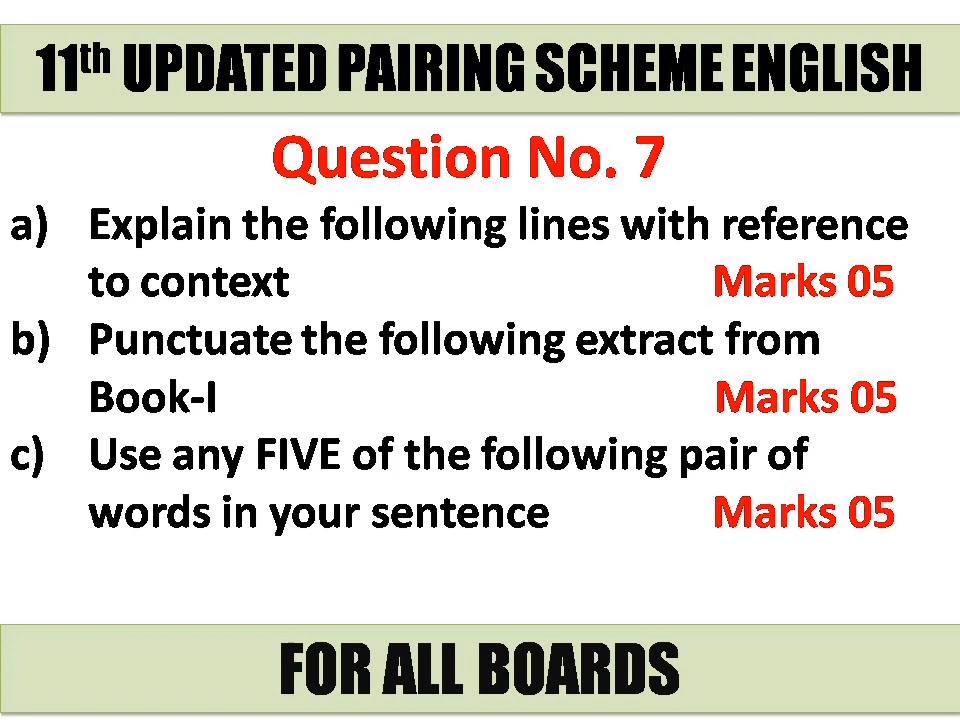 11th UPDATED PAIRING SCHEME ENGLISH
Question No. 7
a) Explain the following lines with reference
to context Marks 05
b) Punctuate the following extract from
Book-I Marks 05
c) Use any FIVE of the following pair of
words in your sentence Marks 05
FOR ALL BOARDS